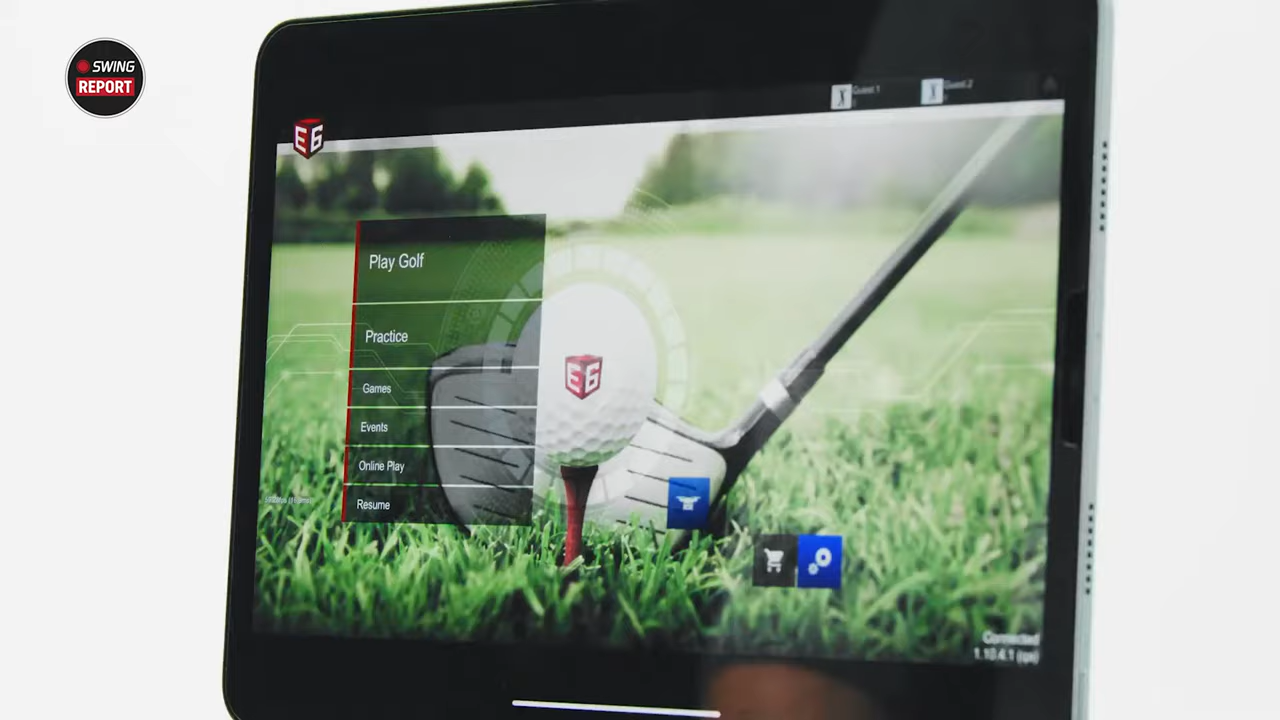 SWING
REPORT
Guest 1
Guest 2
E6
Play Golf
Practice
Games
Events
Online Play
Resume
E6
Connected